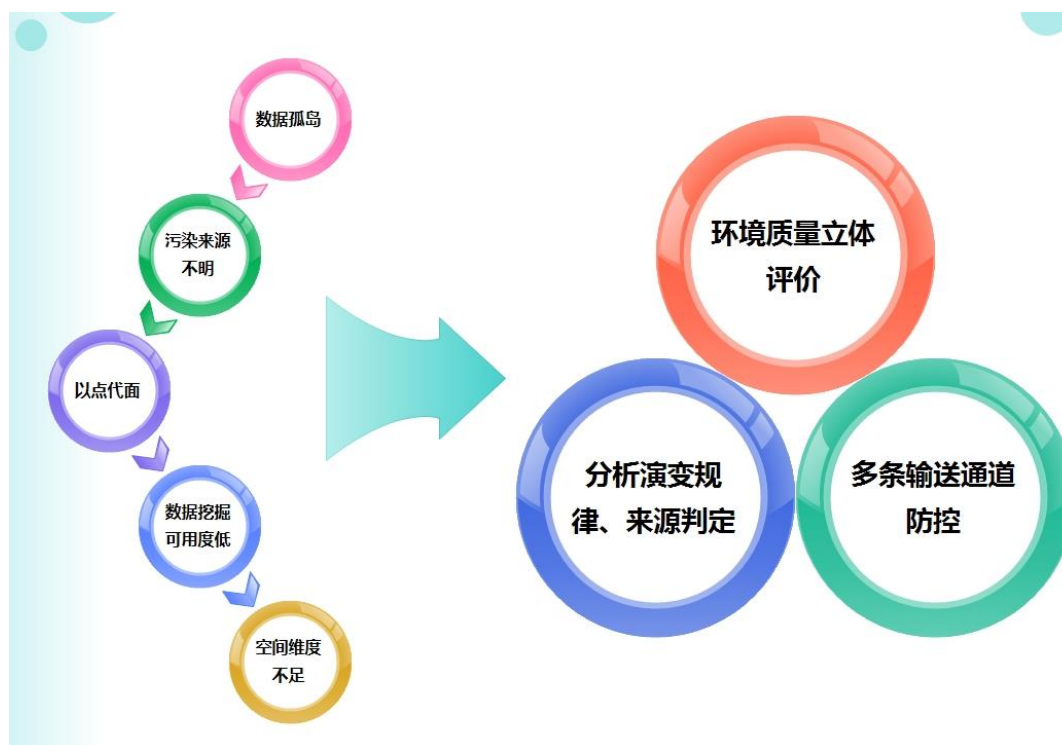 数据孤岛
污染来源
不明
以点代面
数据挖掘
可用度低
空间维度
不足
环境质量立体
评价
分析演变规
律、来源判定
多条输送通道
防控